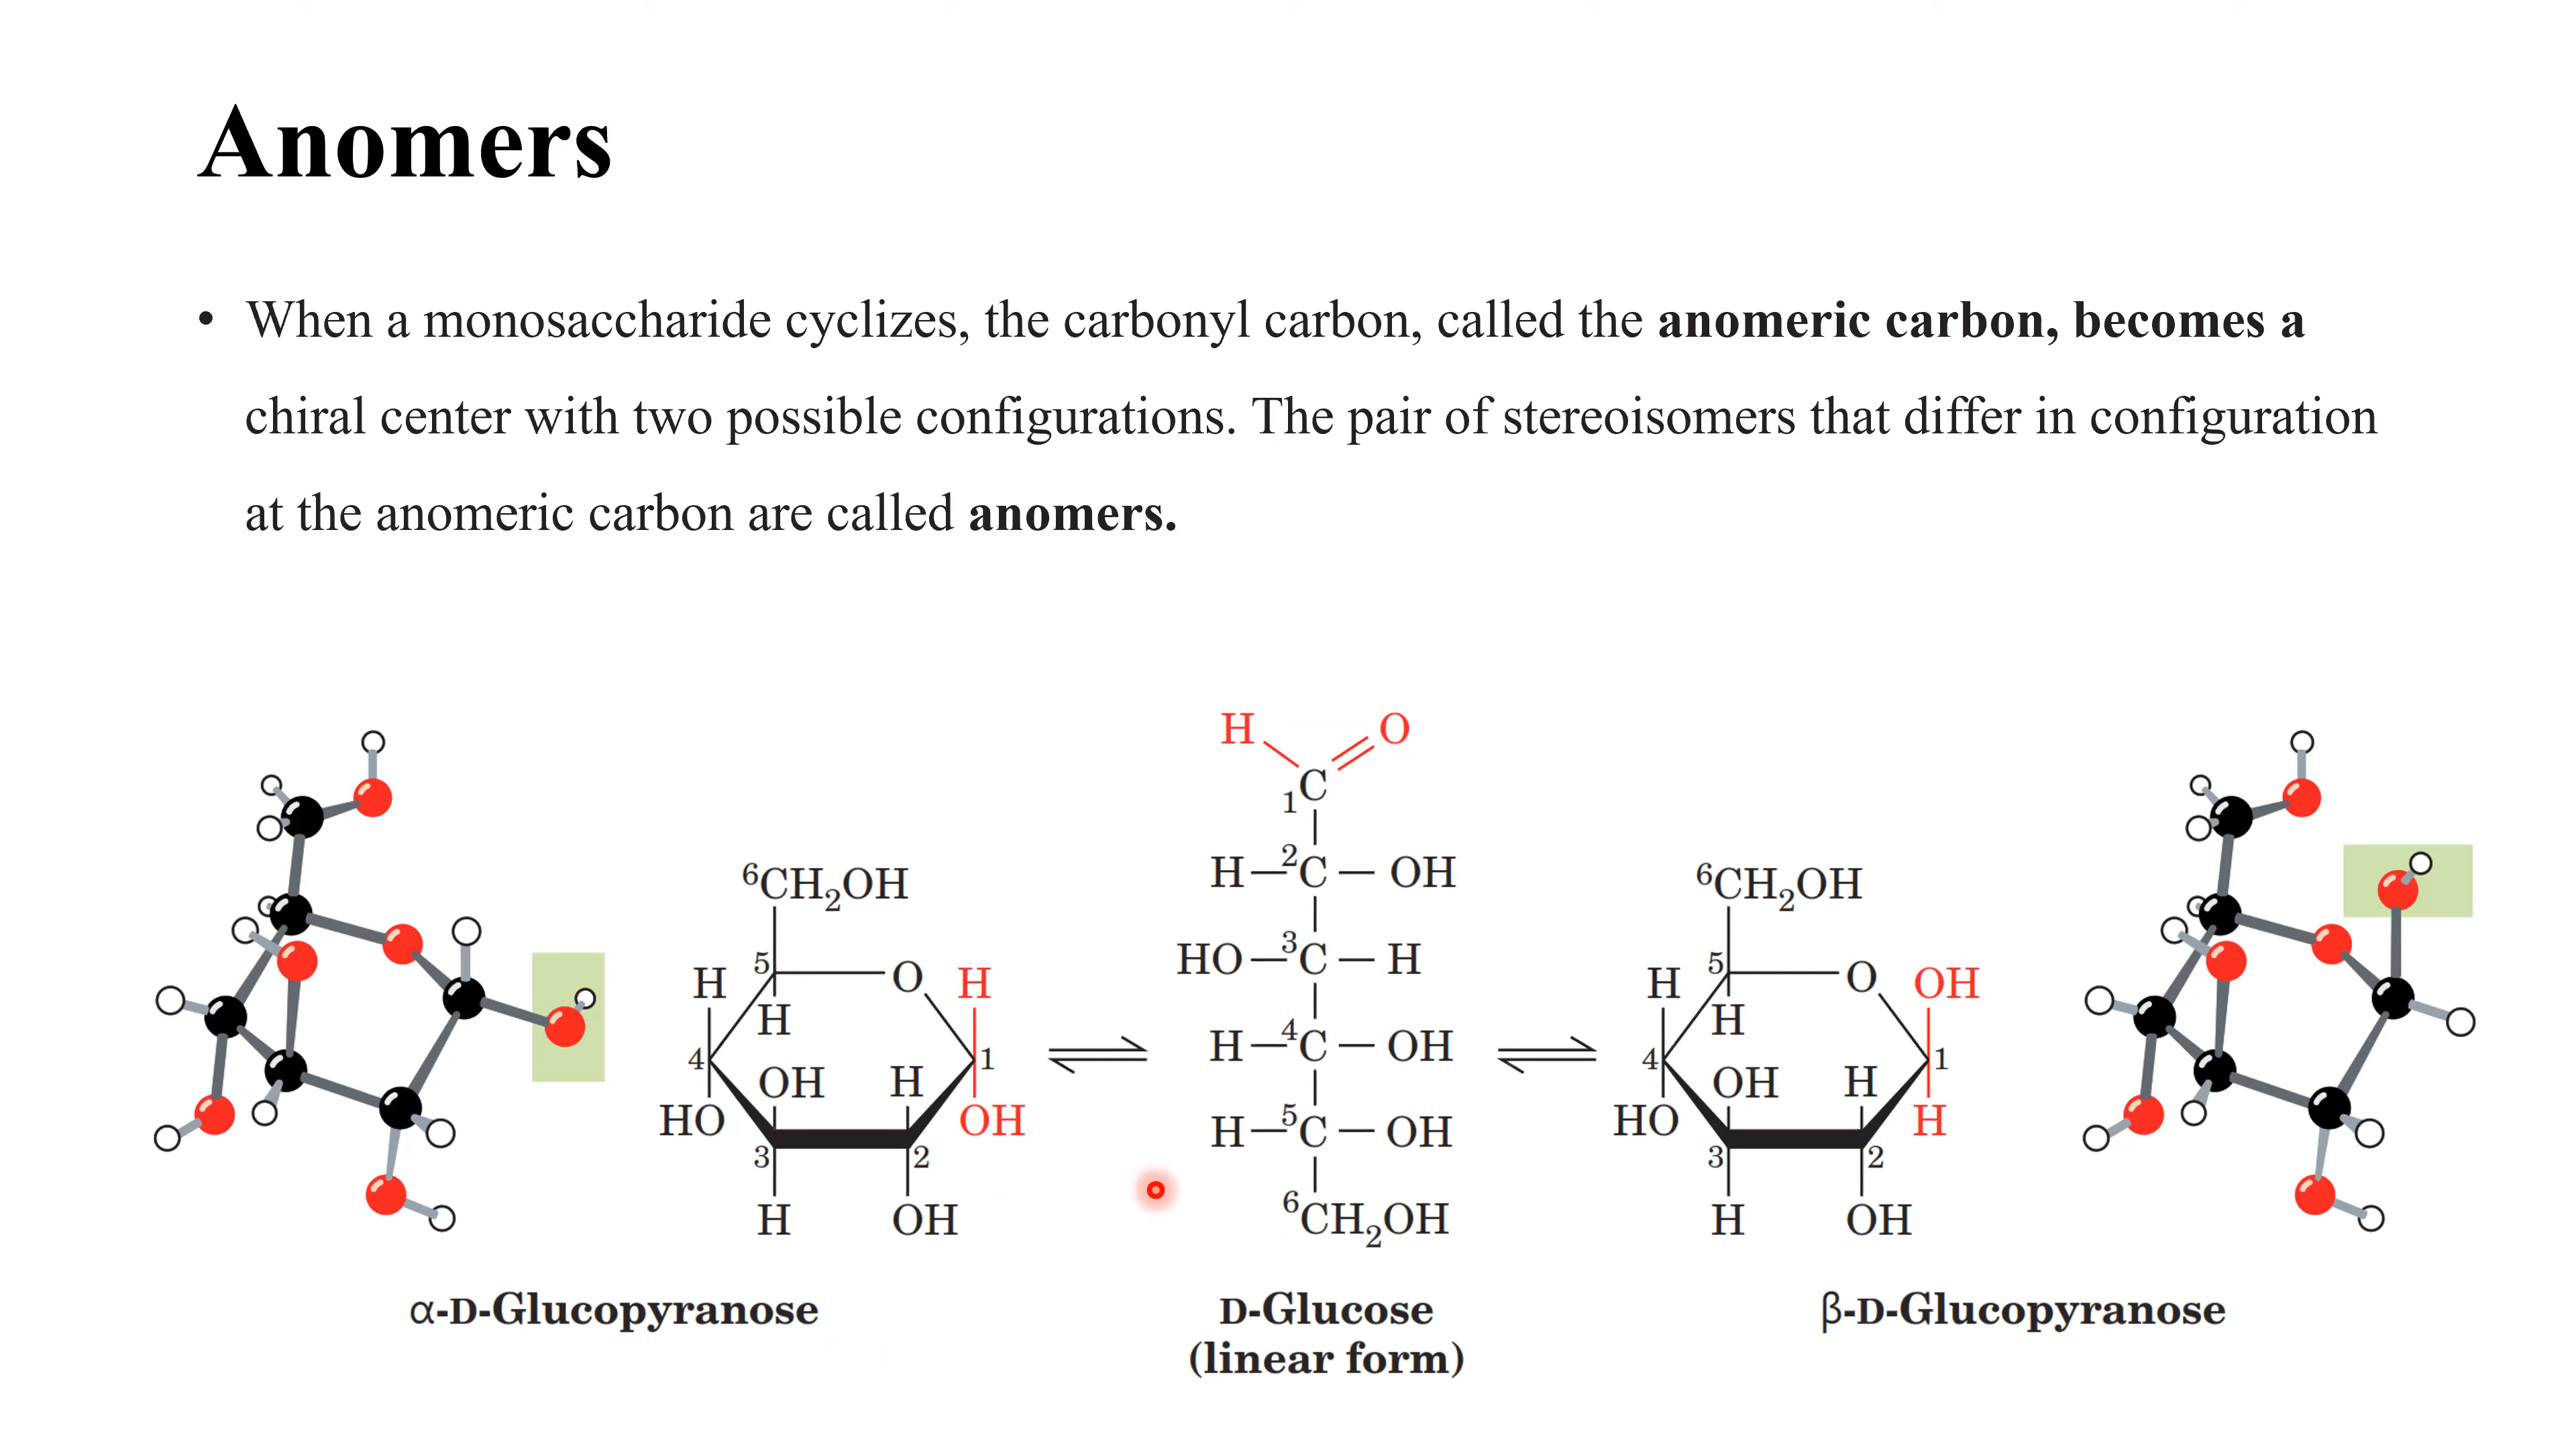 Anomers
• When a monosaccharide cyclizes, the carbonyl carbon, called the anomeric carbon, becomes a
chiral center with two possible configurations. The pair of stereoisomers that differ in configuration
at the anomeric carbon are called anomers.
6CH2OH
5
O
H
H
H
4
1
OH
H
HO
OH
3
2
H
OH
α-D-Glucopyranose
H
O
1C
H—2C—OH
HO—3C—H
H—4C—OH
H—5C—OH
6CH2OH
D-Glucose
(linear form)
6CH2OH
5
O
OH
H
H
4
1
OH
H
HO
H
3
2
H
OH
β-D-Glucopyranose